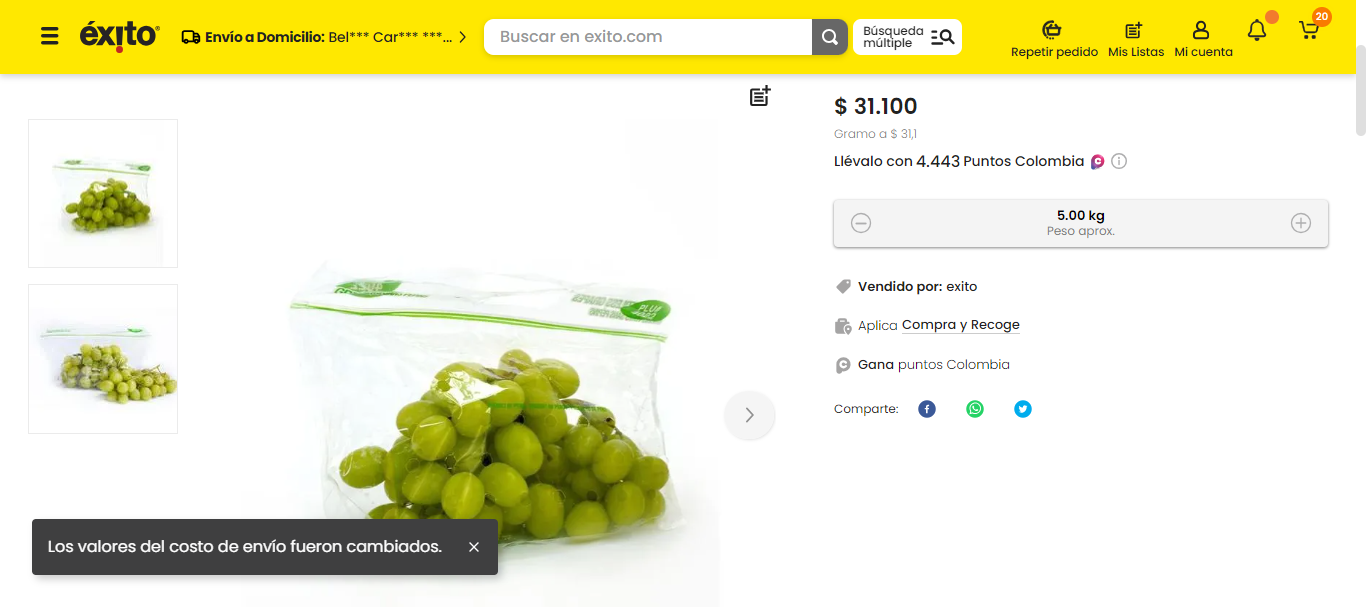 éxito
Envío a Domicilio: Bel*** Car*** ***...
Buscar en exito.com
Búsqueda
múltiple
Repetir pedido
Mis Listas
Mi cuenta
20
$ 31.100
Gramo a $ 31,1
Llévalo con 4.443 Puntos Colombia
5.00 kg
Peso aprox.
Vendido por: exito
Aplica Compra y Recoge
Gana puntos Colombia
Comparte:
Los valores del costo de envío fueron cambiados.